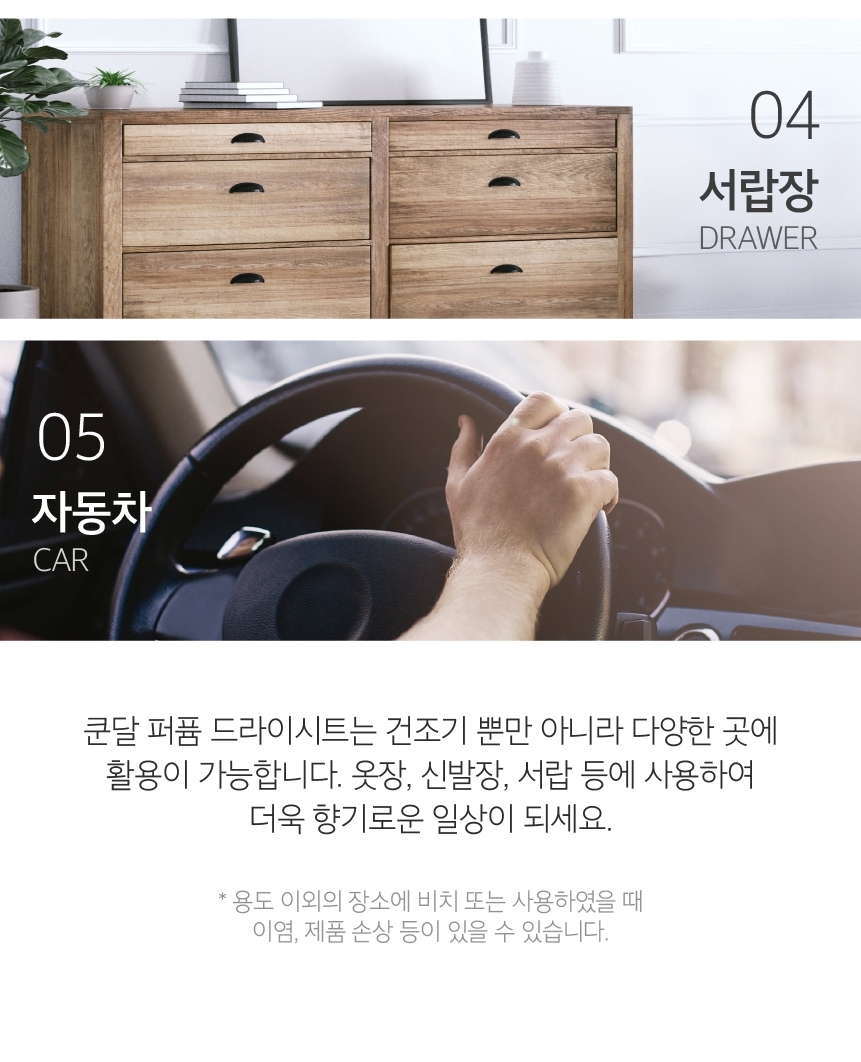 04
서랍장
DRAWER
05
자동차
CAR
쿤달 퍼퓸 드라이시트는 건조기 뿐만 아니라 다양한 곳에
활용이 가능합니다. 옷장, 신발장, 서랍 등에 사용하여
더욱 향기로운 일상이 되세요.
* 용도 이외의 장소에 비치 또는 사용하였을 때
이염, 제품 손상 등이 있을 수 있습니다.